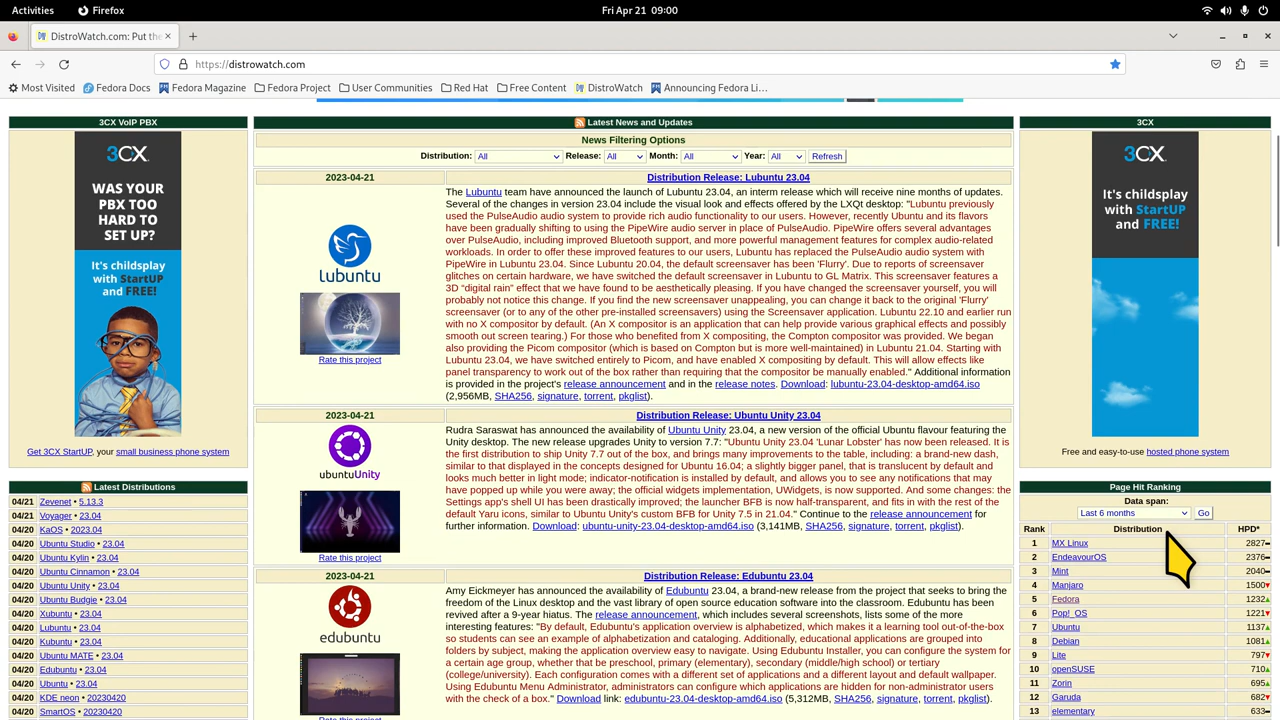 Activities
Firefox
Fri Apr 21 09:00
DistroWatch.com: Put the
https://distrowatch.com
Most Visited
Fedora Docs
Fedora Magazine
Fedora Project
User Communities
Red Hat
Free Content
DistroWatch
Announcing Fedora Li…
3CX VoIP PBX
3CX
WAS YOUR
PBX TOO
HARD TO
SET UP?
It's childsplay
with StartUP
and FREE!
Get 3CX StartUP, your small business phone system
Latest Distributions
04/21 Zevenet • 5.13.3
04/21 Voyager • 23.04
04/20 KaOS • 2023.04
04/20 Ubuntu Studio • 23.04
04/20 Ubuntu Kylin • 23.04
04/20 Ubuntu Cinnamon • 23.04
04/20 Ubuntu Unity • 23.04
04/20 Ubuntu Budgie • 23.04
04/20 Xubuntu • 23.04
04/20 Lubuntu • 23.04
04/20 Kubuntu • 23.04
04/20 Ubuntu MATE • 23.04
04/20 Edubuntu • 23.04
04/20 Ubuntu • 23.04
04/20 KDE neon • 20230420
04/20 SmartOS • 20230420
Latest News and Updates
News Filtering Options
Distribution: All Release: All Month: All Year: All Refresh
2023-04-21
Distribution Release: Lubuntu 23.04
Lubuntu
Rate this project
The Lubuntu team have announced the launch of Lubuntu 23.04, an interm release which will receive nine months of updates.
Several of the changes in version 23.04 include the visual look and effects offered by the LXQt desktop: "Lubuntu previously
used the PulseAudio audio system to provide rich audio functionality to our users. However, recently Ubuntu and its flavors
have been gradually shifting to using the PipeWire audio server in place of PulseAudio. PipeWire offers several advantages
over PulseAudio, including improved Bluetooth support, and more powerful management features for complex audio-related
workloads. In order to offer these improved features to our users, Lubuntu has replaced the PulseAudio audio system with
PipeWire in Lubuntu 23.04. Since Lubuntu 20.04, the default screensaver has been 'Flurry'. Due to reports of screensaver
glitches on certain hardware, we have switched the default screensaver in Lubuntu to GL Matrix. This screensaver features a
3D "digital rain" effect that we have found to be aesthetically pleasing. If you have changed the screensaver yourself, you will
probably not notice this change. If you find the new screensaver unappealing, you can change it back to the original 'Flurry'
screensaver (or to any of the other pre-installed screensavers) using the Screensaver application. Lubuntu 22.10 and earlier run
with no X compositor by default. (An X compositor is an application that can help provide various graphical effects and possibly
smooth out screen tearing.) For those who benefited from X compositing, the Compton compositor was provided. We began
also providing the Picom compositor (which is based on Compton but is more well-maintained) in Lubuntu 21.04. Starting with
Lubuntu 23.04, we have switched entirely to Picom, and have enabled X compositing by default. This will allow effects like
panel transparency to work out of the box rather than requiring that the compositor be manually enabled." Additional information
is provided in the project's release announcement and in the release notes. Download: lubuntu-23.04-desktop-amd64.iso
(2,956MB, SHA256, signature, torrent, pkglist).
2023-04-21
Distribution Release: Ubuntu Unity 23.04
ubuntuUnity
Rate this project
Rudra Saraswat has announced the availability of Ubuntu Unity 23.04, a new version of the official Ubuntu flavour featuring the
Unity desktop. The new release upgrades Unity to version 7.7: "Ubuntu Unity 23.04 'Lunar Lobster' has now been released. It is
the first distribution to ship Unity 7.7 out of the box, and brings many improvements to the table, including: a brand-new dash,
similar to that displayed in the concepts designed for Ubuntu 16.04; a slightly bigger panel, that is translucent by default and
looks much better in light mode; indicator-notification is installed by default, and allows you to see any notifications that may
have popped up while you were away; the official widgets implementation, UWidgets, is now supported. And some changes: the
Settings app's shell UI has been drastically improved; the launcher BFB is now half-transparent, and fits in with the rest of the
default Yaru icons, similar to Ubuntu Unity's custom BFB for Unity 7.5 in 21.04." Continue to the release announcement for
further information. Download: ubuntu-unity-23.04-desktop-amd64.iso (3,141MB, SHA256, signature, torrent, pkglist).
2023-04-21
Distribution Release: Edubuntu 23.04
edubuntu
Rate this project
Amy Eickmeyer has announced the availability of Edubuntu 23.04, a brand-new release from the project that seeks to bring the
freedom of the Linux desktop and the vast library of open source education software into the classroom. Edubuntu has been
revived after a 9-year hiatus. The release announcement, which includes several screenshots, lists some of the more
interesting features: "By default, Edubuntu's application overview is alphabetized, which makes it a learning tool out-of-the-box
so students can see an example of alphabetization and cataloging. Additionally, educational applications are grouped into
folders by subject, making the application overview easy to navigate. Using Edubuntu Installer, you can configure the system for
a certain age group, whether that be preschool, primary (elementary), secondary (middle/high school) or tertiary
(college/university). Each configuration comes with a different set of applications and a different layout and default wallpaper.
Using Edubuntu Menu Administrator, administrators can configure which applications are hidden for non-administrator users
with the check of a box." Download link: edubuntu-23.04-desktop-amd64.iso (5,312MB, SHA256, signature, torrent, pkglist).
3CX
3CX
It's childsplay
with StartUP
and FREE!
Free and easy-to-use hosted phone system
Page Hit Ranking
Data span:
Last 6 months Go
Rank Distribution HPD*
1 MX Linux 2827
2 EndeavourOS 2376
3 Mint 2040
4 Manjaro 1500
5 Fedora 1232
6 Pop!_OS 1221
7 Ubuntu 1137
8 Debian 1081
9 Lite 797
10 openSUSE 710
11 Zorin 695
12 Garuda 682
13 elementary 633